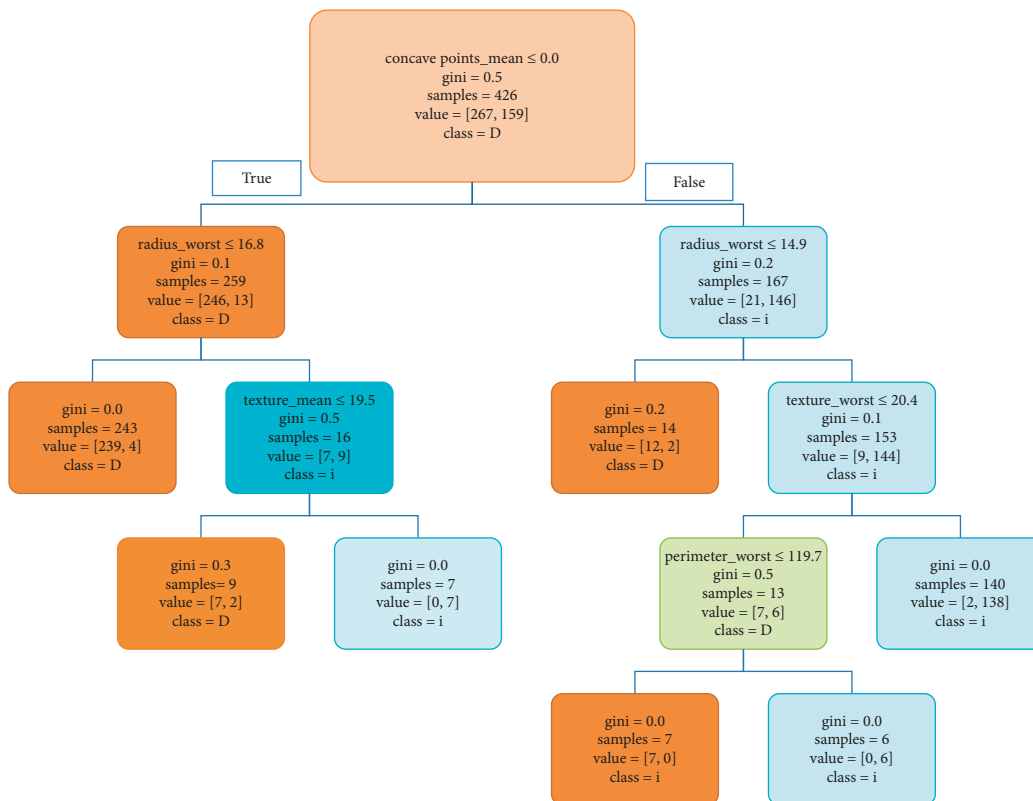 concave points_mean ≤ 0.0
gini = 0.5
samples = 426
value = [267, 159]
class = D
True
False
radius_worst ≤ 16.8
gini = 0.1
samples = 259
value = [246, 13]
class = D
radius_worst ≤ 14.9
gini = 0.2
samples = 167
value = [21, 146]
class = i
gini = 0.0
samples = 243
value = [239, 4]
class = D
texture_mean ≤ 19.5
gini = 0.5
samples = 16
value = [7, 9]
class = i
gini = 0.2
samples = 14
value = [12, 2]
class = D
texture_worst ≤ 20.4
gini = 0.1
samples = 153
value = [9, 144]
class = i
gini = 0.3
samples= 9
value = [7, 2]
class = D
gini = 0.0
samples = 7
value = [0, 7]
class = i
perimeter_worst ≤ 119.7
gini = 0.5
samples = 13
value = [7, 6]
class = D
gini = 0.0
samples = 140
value = [2, 138]
class = i
gini = 0.0
samples = 7
value = [7, 0]
class = i
gini = 0.0
samples = 6
value = [0, 6]
class = i